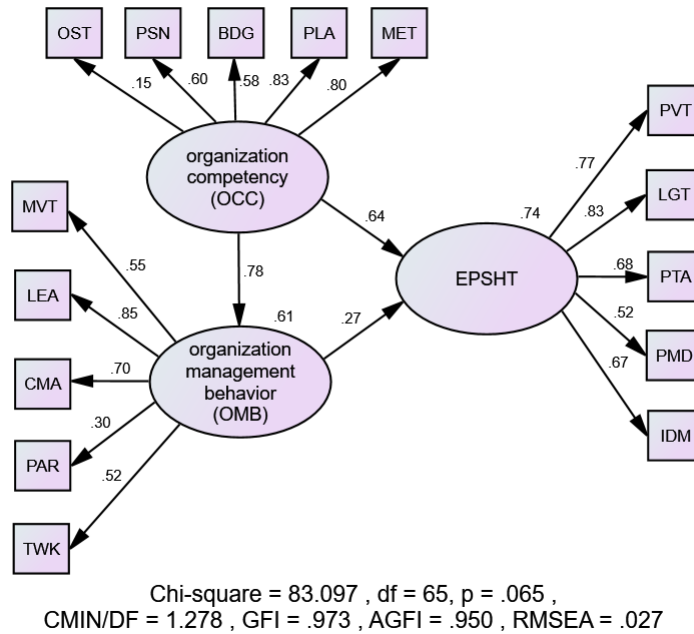 OST
PSN
BDG
PLA
MET
.15
.60
.58
.83
.80
organization
competency
(OCC)
PVT
LGT
PTA
PMD
IDM
.77
.83
.68
.52
.67
.74
EPSHT
.64
.78
.27
.61
MVT
LEA
CMA
PAR
TWK
.55
.85
.70
.30
.52
organization
management
behavior
(OMB)
Chi-square = 83.097 , df = 65, p = .065 ,
CMIN/DF = 1.278 , GFI = .973 , AGFI = .950 , RMSEA = .027